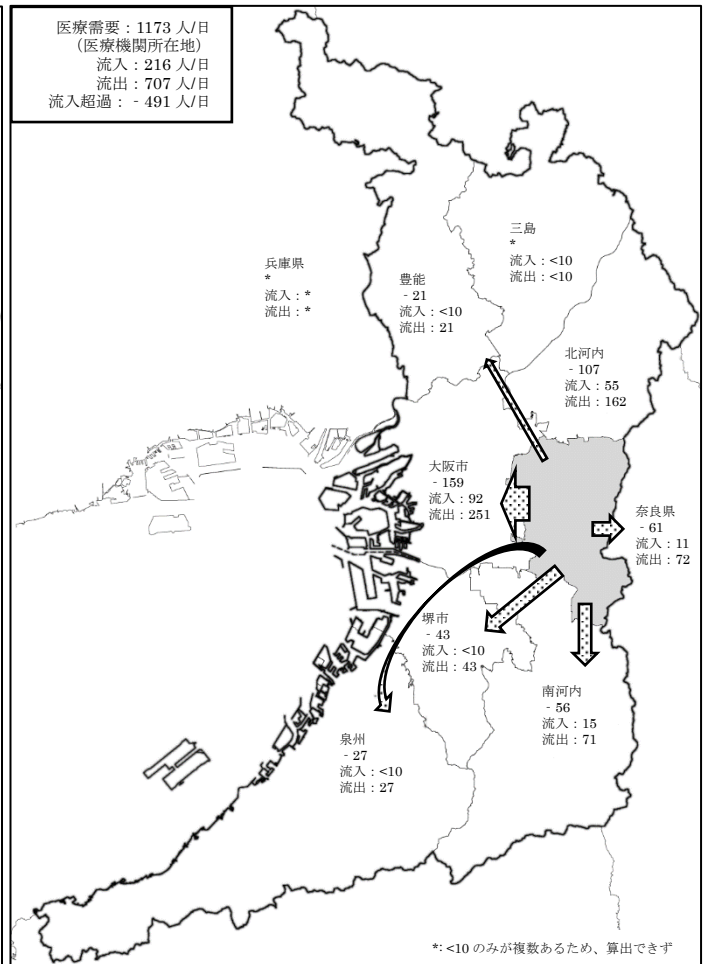 医療需要：1173 人/日
（医療機関所在地）
流入：216 人/日
流出：707 人/日
流入超過：- 491 人/日
三島
*
流入：<10
流出：<10
兵庫県
*
流入：*
流出：*
豊能
- 21
流入：<10
流出：21
北河内
- 107
流入：55
流出：162
大阪市
- 159
流入：92
流出：251
奈良県
- 61
流入：11
流出：72
堺市
- 43
流入：<10
流出：43
南河内
- 56
流入：15
流出：71
泉州
- 27
流入：<10
流出：27
*: <10 のみが複数あるため、算出できず